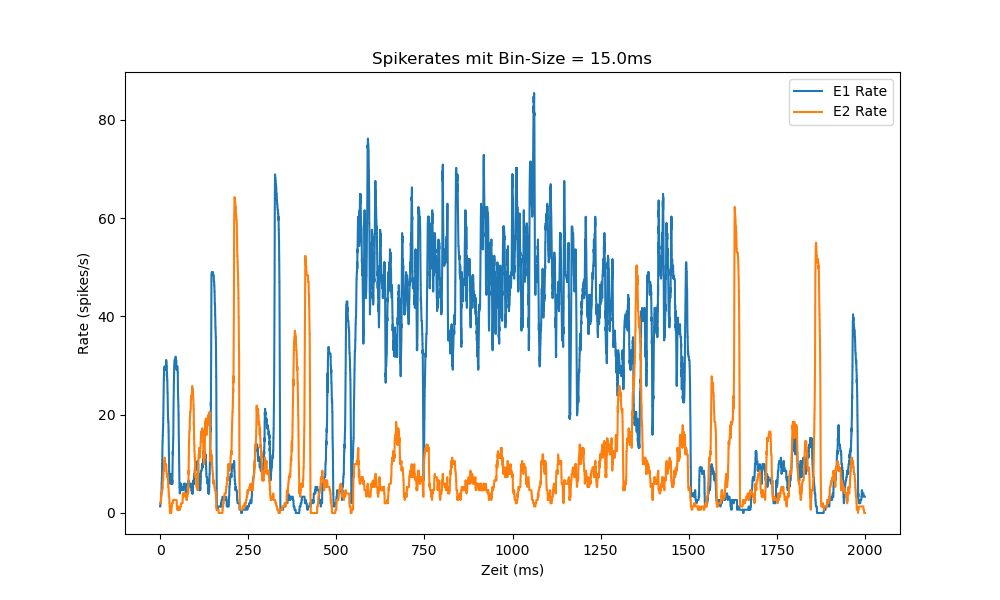 Spikerates mit Bin-Size = 15.0ms
E1 Rate
E2 Rate
Rate (spikes/s)
80
60
40
20
0
0 250 500 750 1000 1250 1500 1750 2000
Zeit (ms)